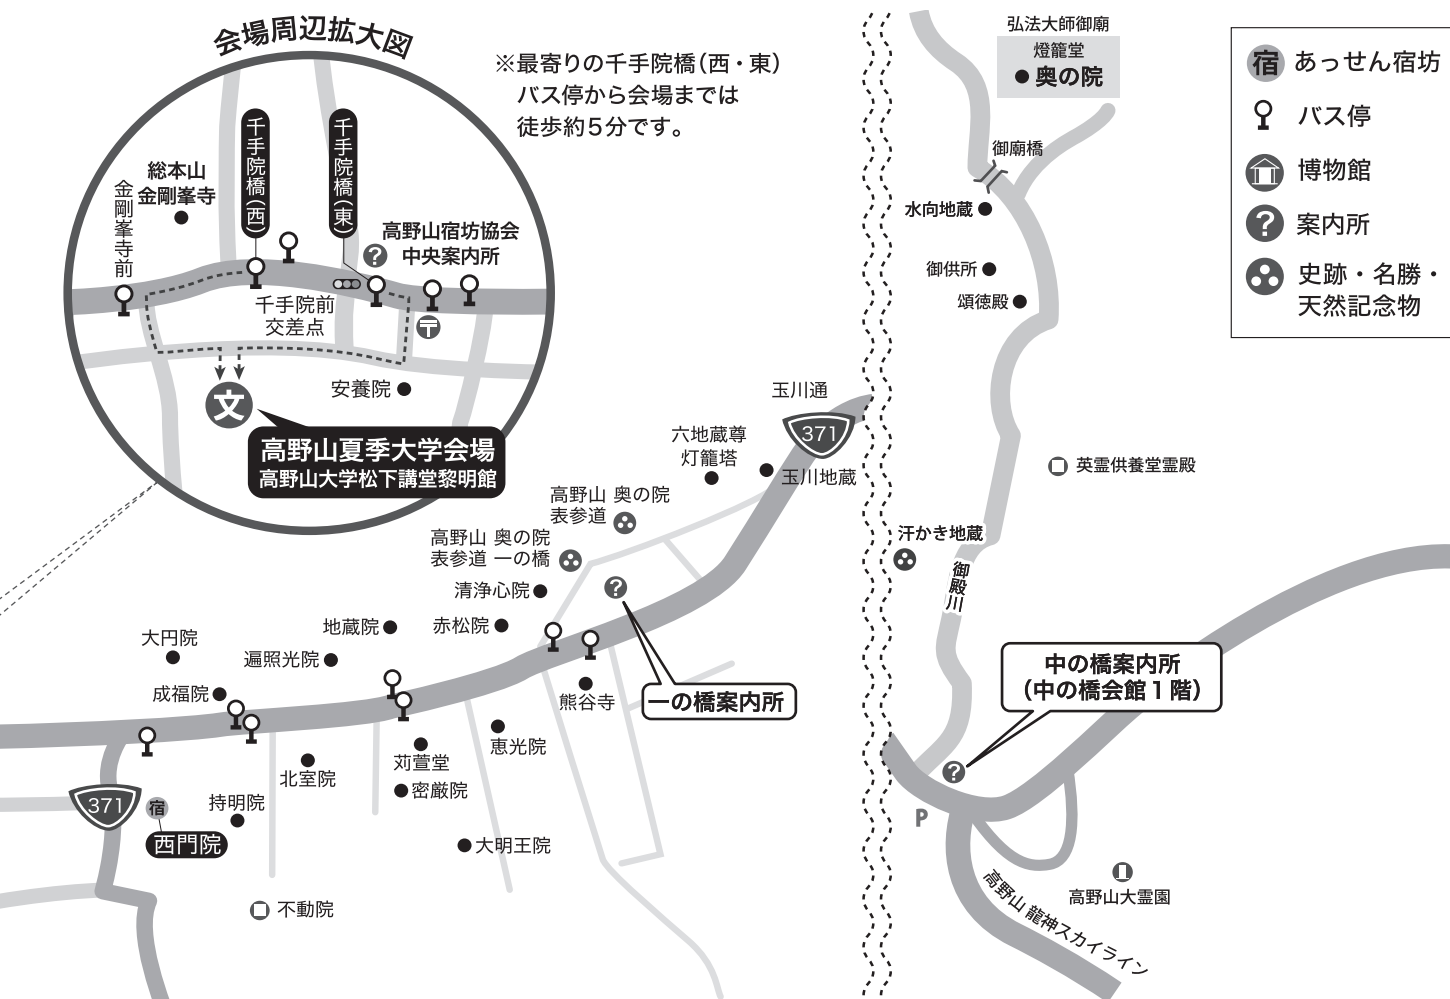 会場周辺拡大図
※最寄りの千手院橋(西・東)
バス停から会場までは
徒歩約5分です。
千手院橋(西)
千手院橋(東)
総本山
金剛峯寺
金剛峯寺前
高野山宿坊協会
中央案内所
千手院前
交差点
安養院
文
高野山夏季大学会場
高野山大学松下講堂黎明館
弘法大師御廟
燈籠堂
奥の院
御廟橋
水向地蔵
御供所
頌徳殿
宿 あっせん宿坊
バス停
博物館
? 案内所
史跡・名勝・
天然記念物
玉川通
371
玉川地蔵
六地蔵尊
灯籠塔
高野山 奥の院
表参道
高野山 奥の院
表参道 一の橋
清浄心院
赤松院
地蔵院
遍照光院
大円院
成福院
熊谷寺
一の橋案内所
恵光院
苅萱堂
密厳院
北室院
持明院
大明王院
371
宿
西門院
不動院
英霊供養堂霊殿
汗かき地蔵
御殿川
中の橋案内所
(中の橋会館1階)
P
高野山大霊園
高野山 龍神スカイライン